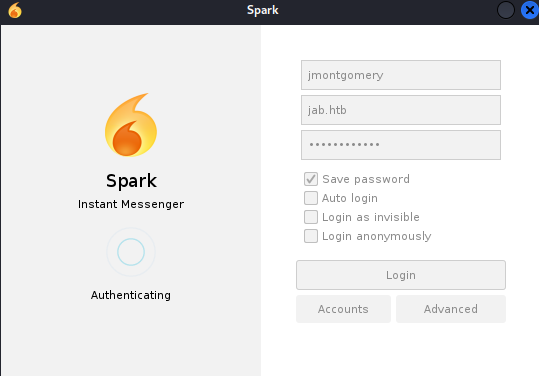 Spark
jmontgomery
jab.htb
••••••••••••
Save password
Auto login
Login as invisible
Login anonymously
Login
Accounts
Advanced
Spark
Instant Messenger
Authenticating